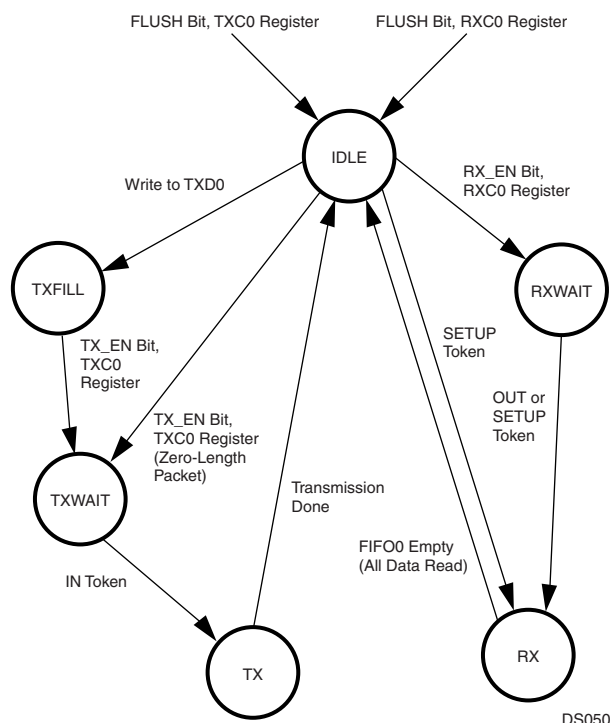 FLUSH Bit, TXC0 Register
FLUSH Bit, RXC0 Register
IDLE
Write to TXD0
RX_EN Bit,
RXC0 Register
TXFILL
RXWAIT
TX_EN Bit,
TXC0
Register
SETUP
Token
OUT or
SETUP
Token
TX_EN Bit,
TXC0 Register
(Zero-Length
Packet)
TXWAIT
Transmission
Done
FIFO0 Empty
(All Data Read)
IN Token
TX
RX
DS050